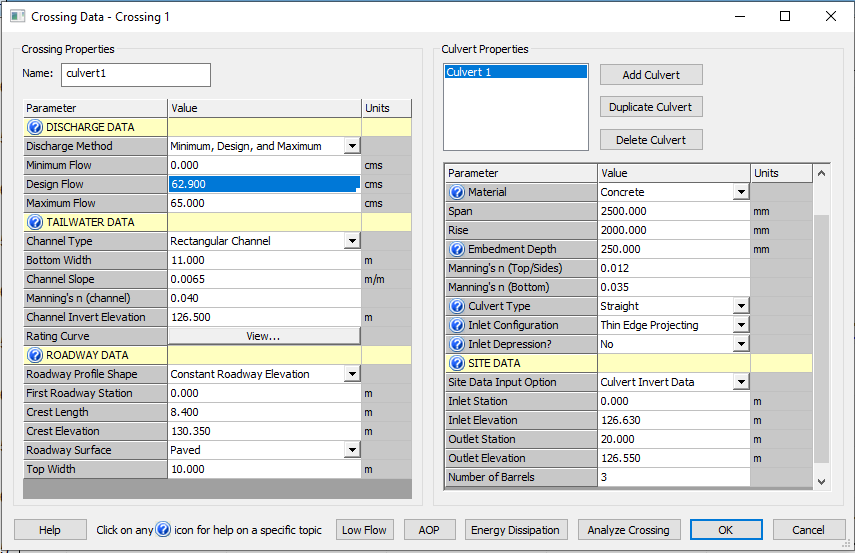 Crossing Data - Crossing 1
Crossing Properties
Name: culvert1
Parameter Value Units
DISCHARGE DATA
Discharge Method Minimum, Design, and Maximum
Minimum Flow 0.000 cms
Design Flow 62.900 cms
Maximum Flow 65.000 cms
TAILWATER DATA
Channel Type Rectangular Channel
Bottom Width 11.000 m
Channel Slope 0.0065 m/m
Manning's n (channel) 0.040
Channel Invert Elevation 126.500 m
Rating Curve View...
ROADWAY DATA
Roadway Profile Shape Constant Roadway Elevation
First Roadway Station 0.000 m
Crest Length 8.400 m
Crest Elevation 130.350 m
Roadway Surface Paved
Top Width 10.000 m
Culvert Properties
Culvert 1
Add Culvert
Duplicate Culvert
Delete Culvert
Parameter Value Units
Material Concrete
Span 2500.000 mm
Rise 2000.000 mm
Embedment Depth 250.000 mm
Manning's n (Top/Sides) 0.012
Manning's n (Bottom) 0.035
Culvert Type Straight
Inlet Configuration Thin Edge Projecting
Inlet Depression? No
SITE DATA
Site Data Input Option Culvert Invert Data
Inlet Station 0.000 m
Inlet Elevation 126.630 m
Outlet Station 20.000 m
Outlet Elevation 126.550 m
Number of Barrels 3
Help Click on any ? icon for help on a specific topic Low Flow AOP Energy Dissipation Analyze Crossing OK Cancel